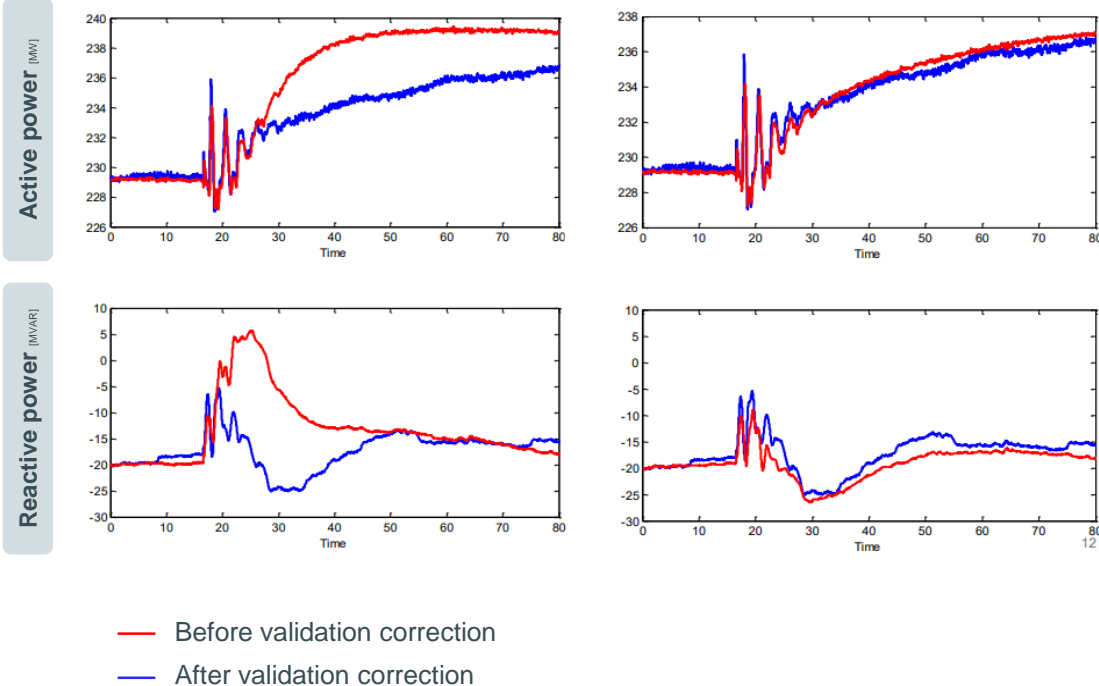 Active power [MW]
240
238
236
234
232
230
228
226
0 10 20 30 40 50 60 70 80
Time
238
236
234
232
230
228
226
0 10 20 30 40 50 60 70 80
Time
Reactive power [MVAR]
10
5
0
-5
-10
-15
-20
-25
-30
0 10 20 30 40 50 60 70 80
Time
10
5
0
-5
-10
-15
-20
-25
-30
0 10 20 30 40 50 60 70 80
Time
12
Before validation correction
After validation correction